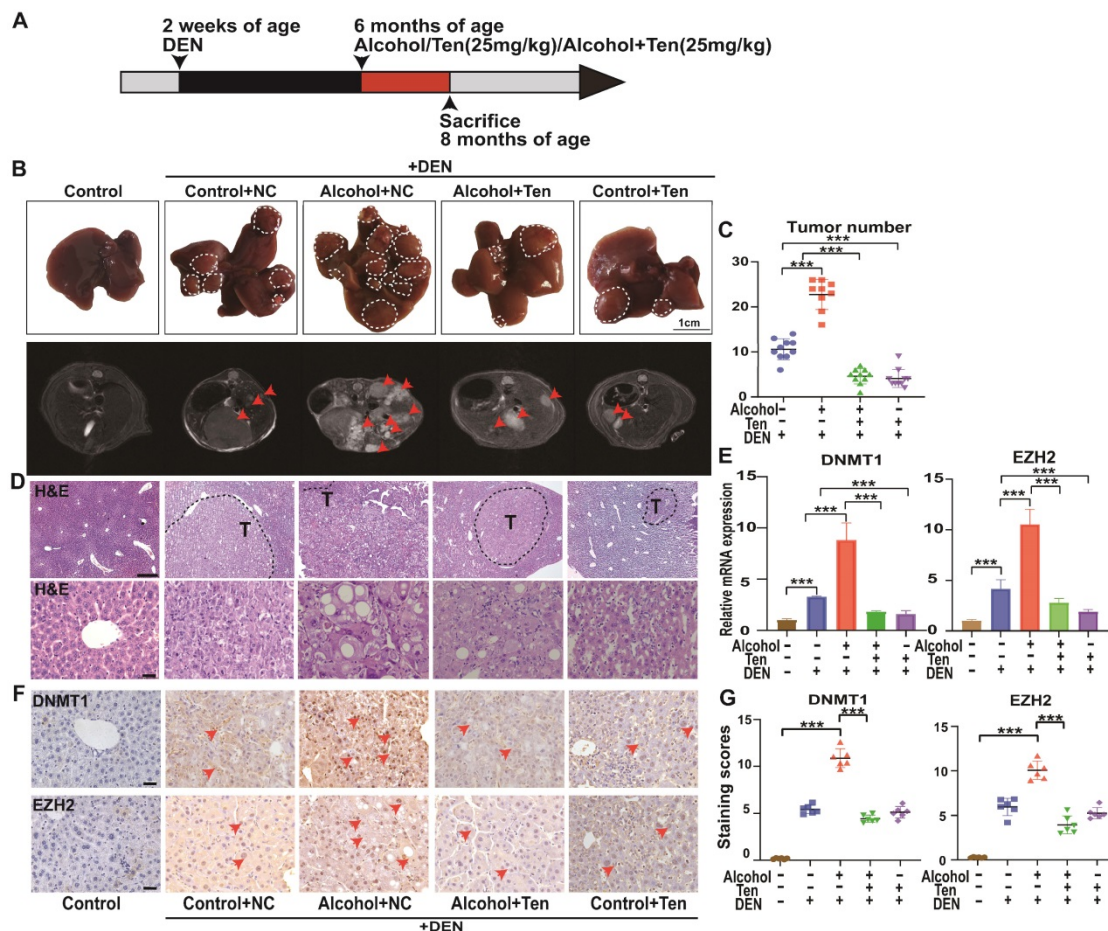 A
2 weeks of age
DEN
6 months of age
Alcohol/Ten(25mg/kg)/Alcohol+Ten(25mg/kg)
Sacrifice
8 months of age
B
+DEN
Control
Control+NC
Alcohol+NC
Alcohol+Ten
Control+Ten
1cm
C
Tumor number
***
***
***
30
20
10
0
Alcohol - + + -
Ten - - + +
DEN + + + +
D
H&E
T
T
T
T
H&E
E
DNMT1
Relative mRNA expression
15
10
5
0
***
***
***
***
Alcohol - - + + -
Ten - - - + +
DEN - + + + +
EZH2
15
10
5
0
***
***
***
***
Alcohol - - + + -
Ten - - - + +
DEN - + + + +
F
DNMT1
EZH2
Control
Control+NC
Alcohol+NC
Alcohol+Ten
Control+Ten
+DEN
G
DNMT1
Staining scores
15
10
5
0
***
***
Alcohol - - + + -
Ten - - - + +
DEN - + + + +
EZH2
15
10
5
0
***
***
Alcohol - - + + -
Ten - - - + +
DEN - + + + +